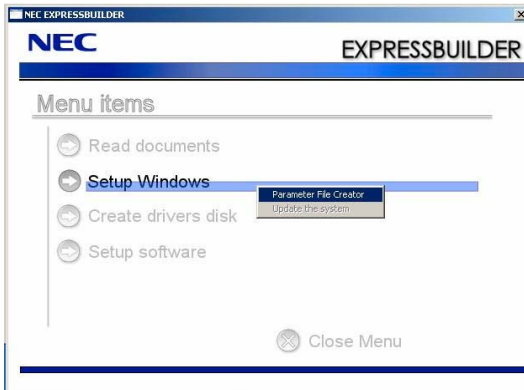 NEC EXPRESSBUILDER
NEC
EXPRESSBUILDER
Menu items
Read documents
Setup Windows
Parameter File Creator
Update the system
Create drivers disk
Setup software
Close Menu